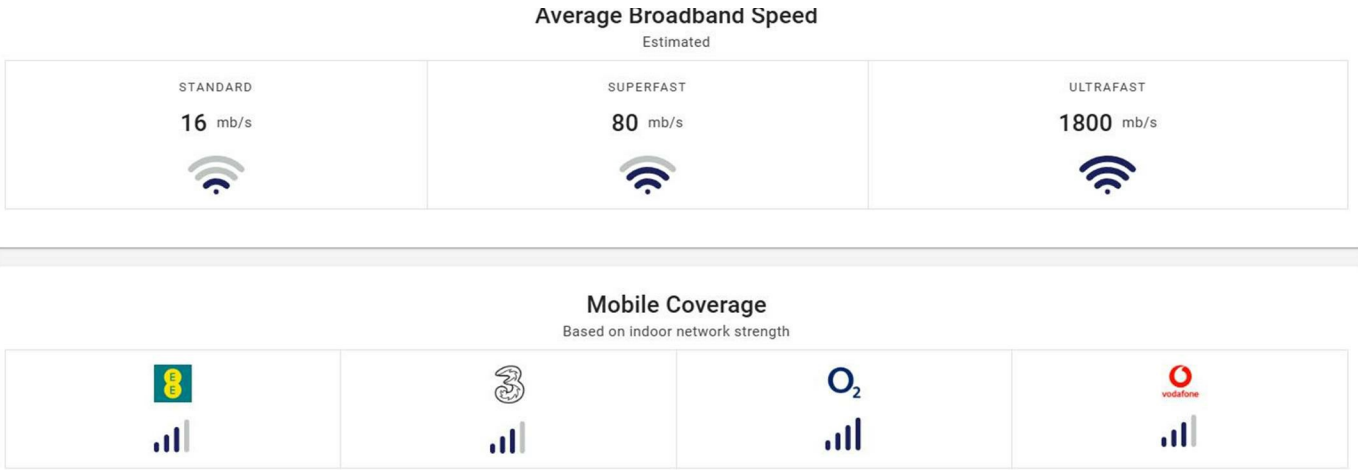 Average Broadband Speed
Estimated
STANDARD
SUPERFAST
ULTRAFAST
16 mb/s
80 mb/s
1800 mb/s
Mobile Coverage
Based on indoor network strength
EE
3
O2
vodafone